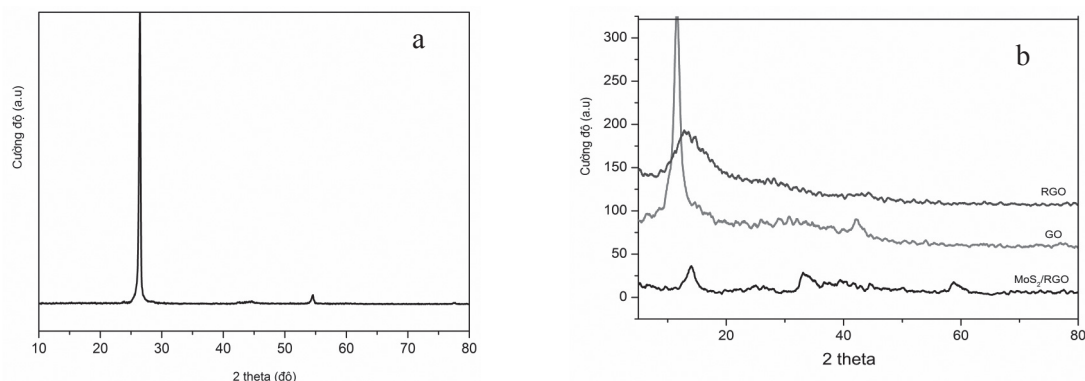 a
Cường độ (a.u)
10 20 30 40 50 60 70 80
2 theta (độ)
b
Cường độ (a.u)
300
250
200
150
100
50
0
RGO
GO
MoS₂/RGO
20 40 60 80
2 theta